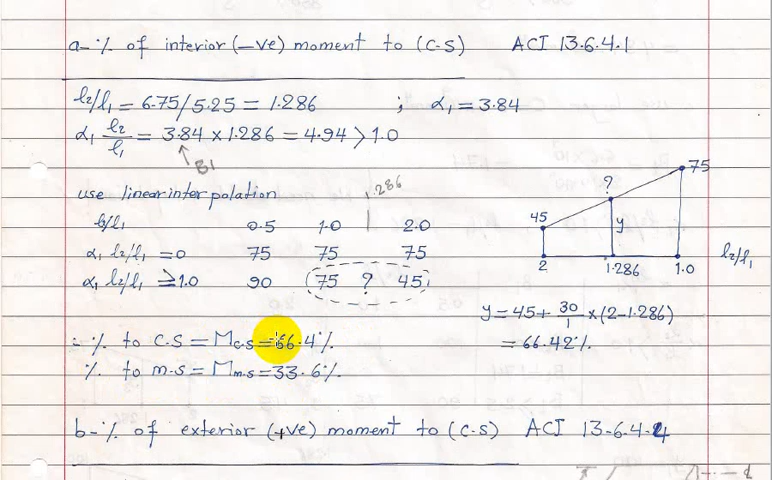 a- % of interior (-ve) moment to (C-S) ACI 13.6.4.1
l2/l1 = 6.75/5.25 = 1.286 ; α1 = 3.84
α1 l2/l1 = 3.84 × 1.286 = 4.94 > 1.0
B1
use linear interpolation 1.286
l2/l1 0.5 1.0 2.0
α1 l2/l1 = 0 75 75 75
α1 l2/l1 ≥ 1.0 90 75 ? 45
75
?
45 y
2 1.286 1.0 l2/l1
y = 45 + 30/1 × (2-1.286)
= 66.42%
∴ % to C.S = Mc.s = 66.4%
% to m.s = Mm.s = 33.6%
b- % of exterior (+ve) moment to (C-S) ACI 13-6.4.4